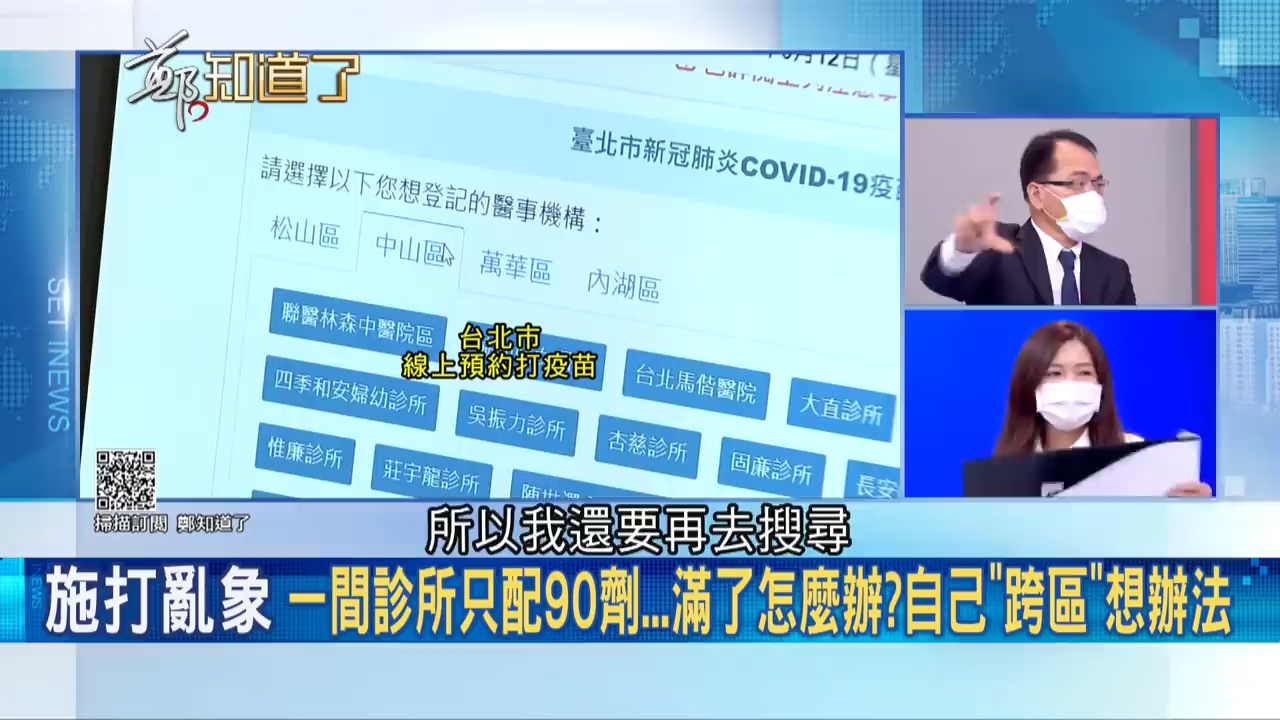 鄭知道了
臺北市新冠肺炎COVID-19疫
請選擇以下您想登記的醫事機構：
松山區
中山區
萬華區
內湖區
聯醫林森中醫院區
台北馬偕醫院
大直診所
四季和安婦幼診所
吳振力診所
杏慈診所
固廉診所
長安
惟廉診所
莊宇龍診所
台北市
線上預約打疫苗
SET iNEWS
掃描訂閱 鄭知道了
所以我還要再去搜尋
施打亂象 一間診所只配90劑...滿了怎麼辦?自己"跨區"想辦法